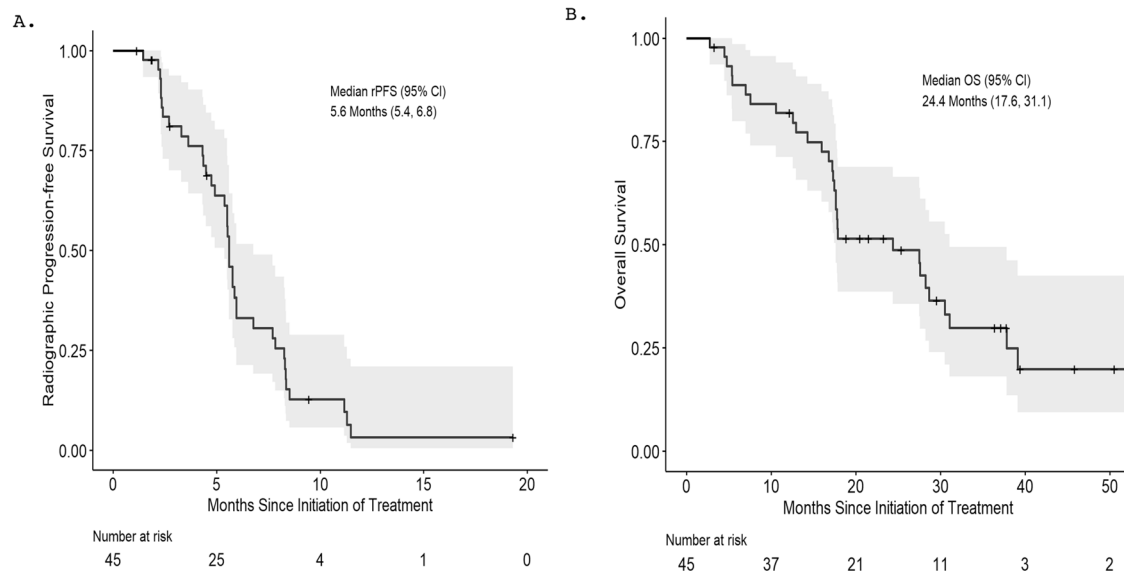 A.
Radiographic Progression-free Survival
1.00
0.75
0.50
0.25
0.00
Median rPFS (95% CI)
5.6 Months (5.4, 6.8)
0 5 10 15 20
Months Since Initiation of Treatment
Number at risk
45 25 4 1 0
B.
Overall Survival
1.00
0.75
0.50
0.25
0.00
Median OS (95% CI)
24.4 Months (17.6, 31.1)
0 10 20 30 40 50
Months Since Initiation of Treatment
Number at risk
45 37 21 11 3 2